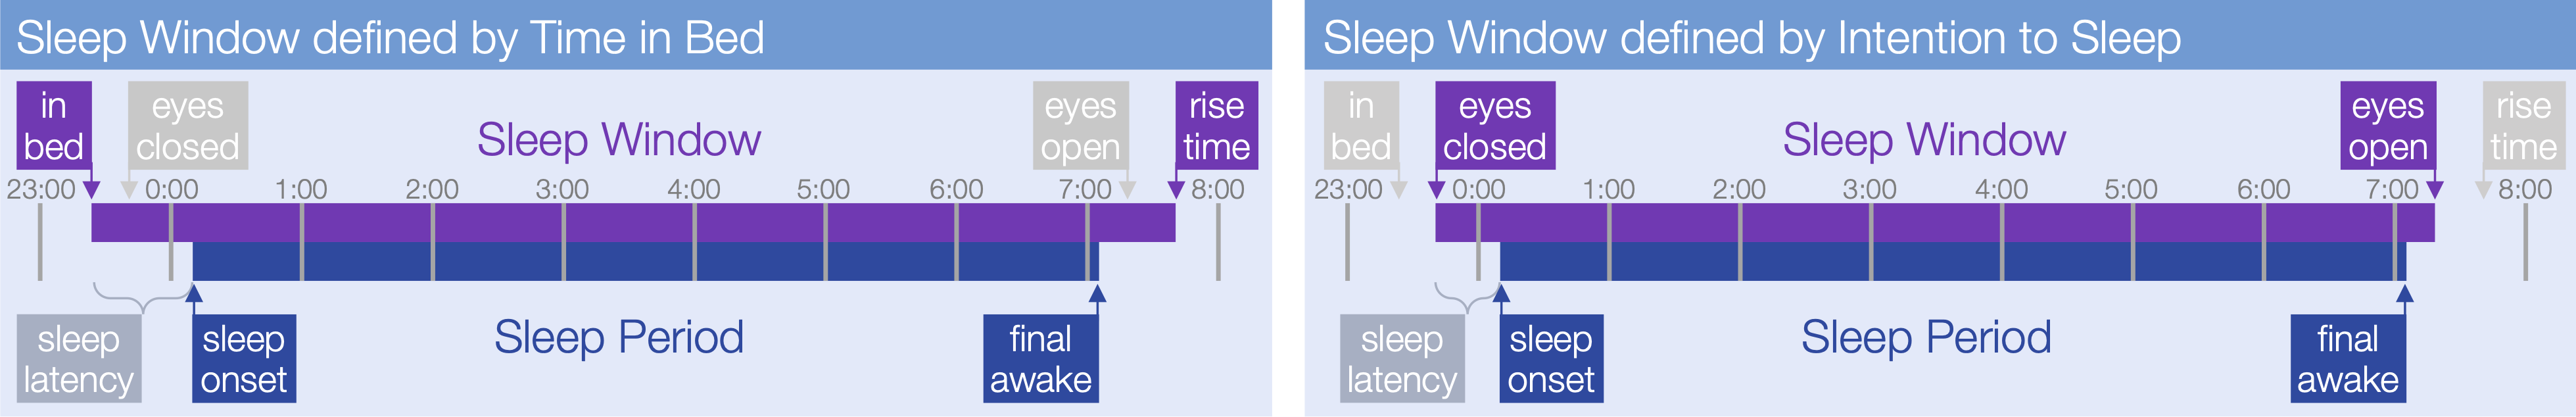 Sleep Window defined by Time in Bed
in
bed
eyes
closed
Sleep Window
eyes
open
rise
time
23:00 0:00 1:00 2:00 3:00 4:00 5:00 6:00 7:00 8:00
sleep
latency
sleep
onset
Sleep Period
final
awake
Sleep Window defined by Intention to Sleep
in
bed
eyes
closed
Sleep Window
eyes
open
rise
time
23:00 0:00 1:00 2:00 3:00 4:00 5:00 6:00 7:00 8:00
sleep
latency
sleep
onset
Sleep Period
final
awake